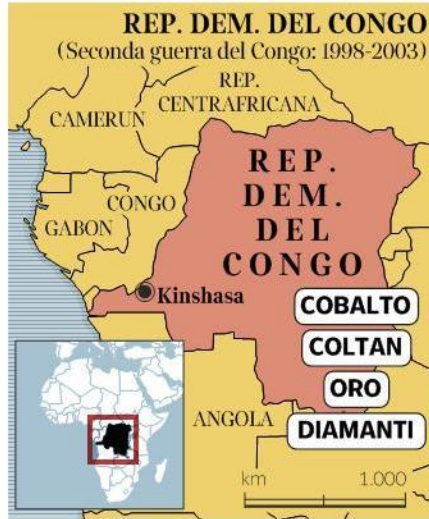 REP. DEM. DEL CONGO
(Seconda guerra del Congo: 1998-2003)
REP.
CENTRAFRICANA
CAMERUN
REP.
DEM.
DEL
CONGO
CONGO
GABON
Kinshasa
COBALTO
COLTAN
ORO
DIAMANTI
ANGOLA
km 1.000